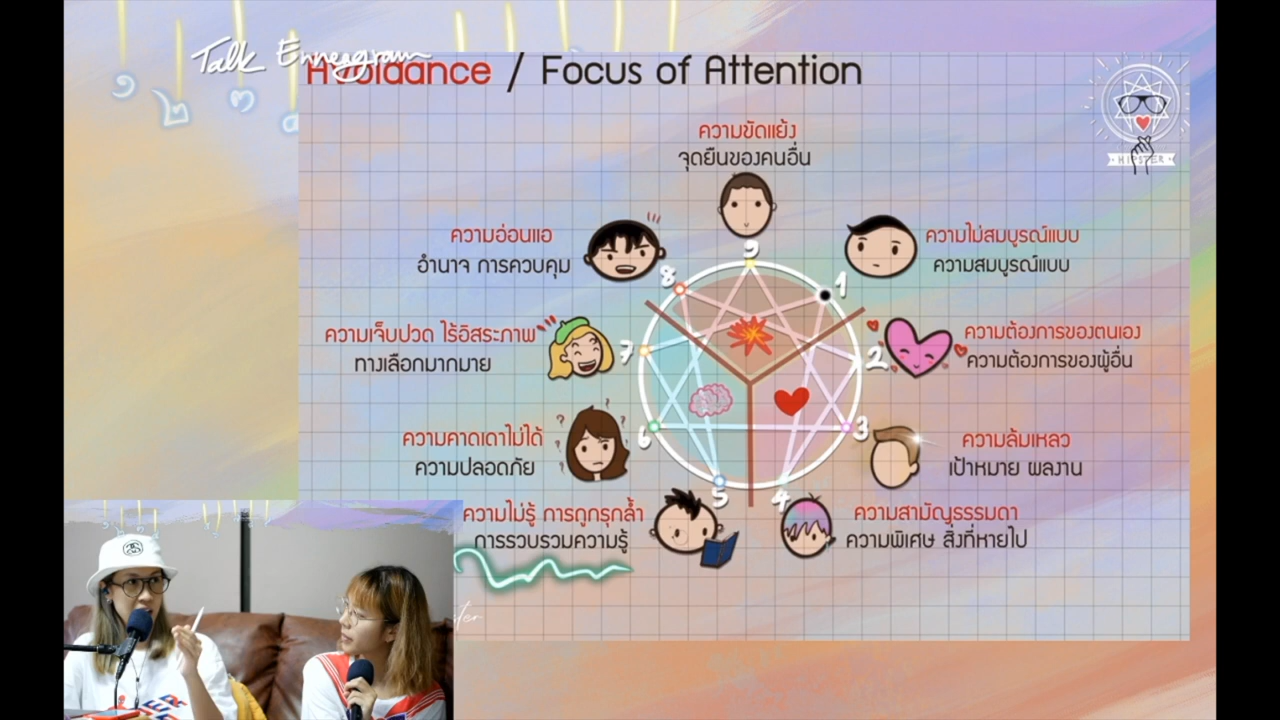 Talk Enneagram
Avoidance / Focus of Attention
๑
๒
๓
HIPSTER
ความขัดแย้ง
จุดยืนของคนอื่น
9
ความอ่อนแอ
อำนาจ การควบคุม
8
ความไม่สมบูรณ์แบบ
ความสมบูรณ์แบบ
1
ความเจ็บปวด ไร้อิสระภาพ
ทางเลือกมากมาย
7
ความต้องการของตนเอง
ความต้องการของผู้อื่น
2
ความคาดเดาไม่ได้
ความปลอดภัย
6
ความล้มเหลว
เป้าหมาย ผลงาน
3
ความไม่รู้ การถูกรุกล้ำ
การรวบรวมความรู้
5
ความสามัญธรรมดา
ความพิเศษ สิ่งที่หายไป
4